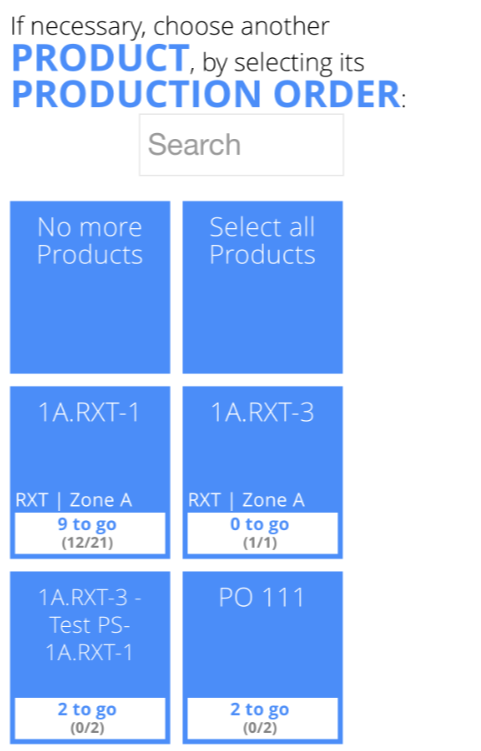 If necessary, choose another
PRODUCT, by selecting its
PRODUCTION ORDER:
Search
No more
Products
Select all
Products
1A.RXT-1
RXT | Zone A
9 to go
(12/21)
1A.RXT-3
RXT | Zone A
0 to go
(1/1)
1A.RXT-3 -
Test PS-
1A.RXT-1
2 to go
(0/2)
PO 111
2 to go
(0/2)